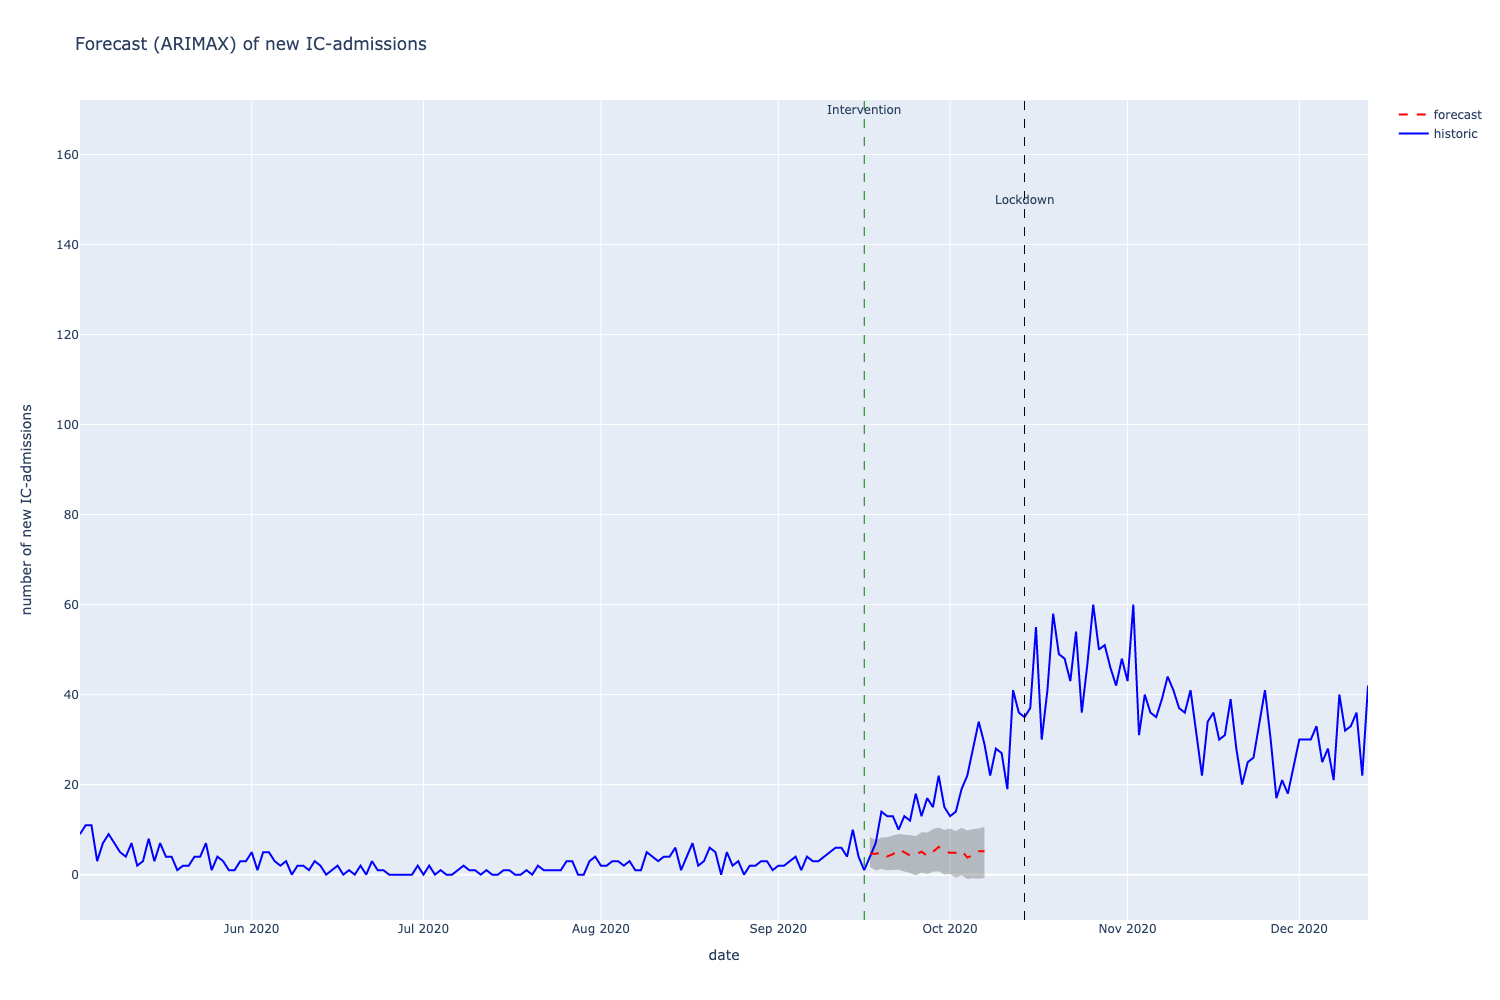 Forecast (ARIMAX) of new IC-admissions
Intervention
Lockdown
forecast
historic
160
140
120
100
80
60
40
20
0
number of new IC-admissions
Jun 2020
Jul 2020
Aug 2020
Sep 2020
Oct 2020
Nov 2020
Dec 2020
date